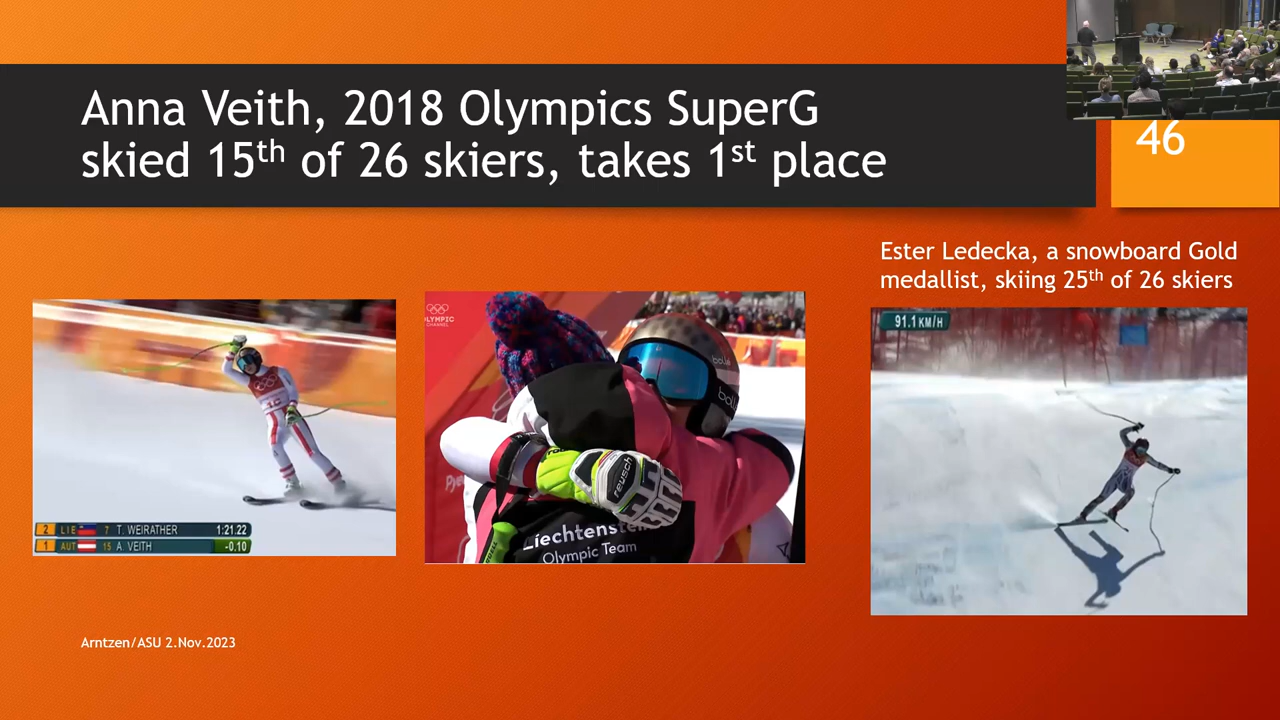 Anna Veith, 2018 Olympics SuperG
skied 15th of 26 skiers, takes 1st place
46
Ester Ledecka, a snowboard Gold
medallist, skiing 25th of 26 skiers
91.1 KM/H
OLYMPIC
CHANNEL
bollé
reusch
Liechtenstein
Olympic Team
2 LIE 7 T. WEIRATHER 1:21.22
1 AUT 15 A. VEITH -0.10
Arntzen/ASU 2.Nov.2023